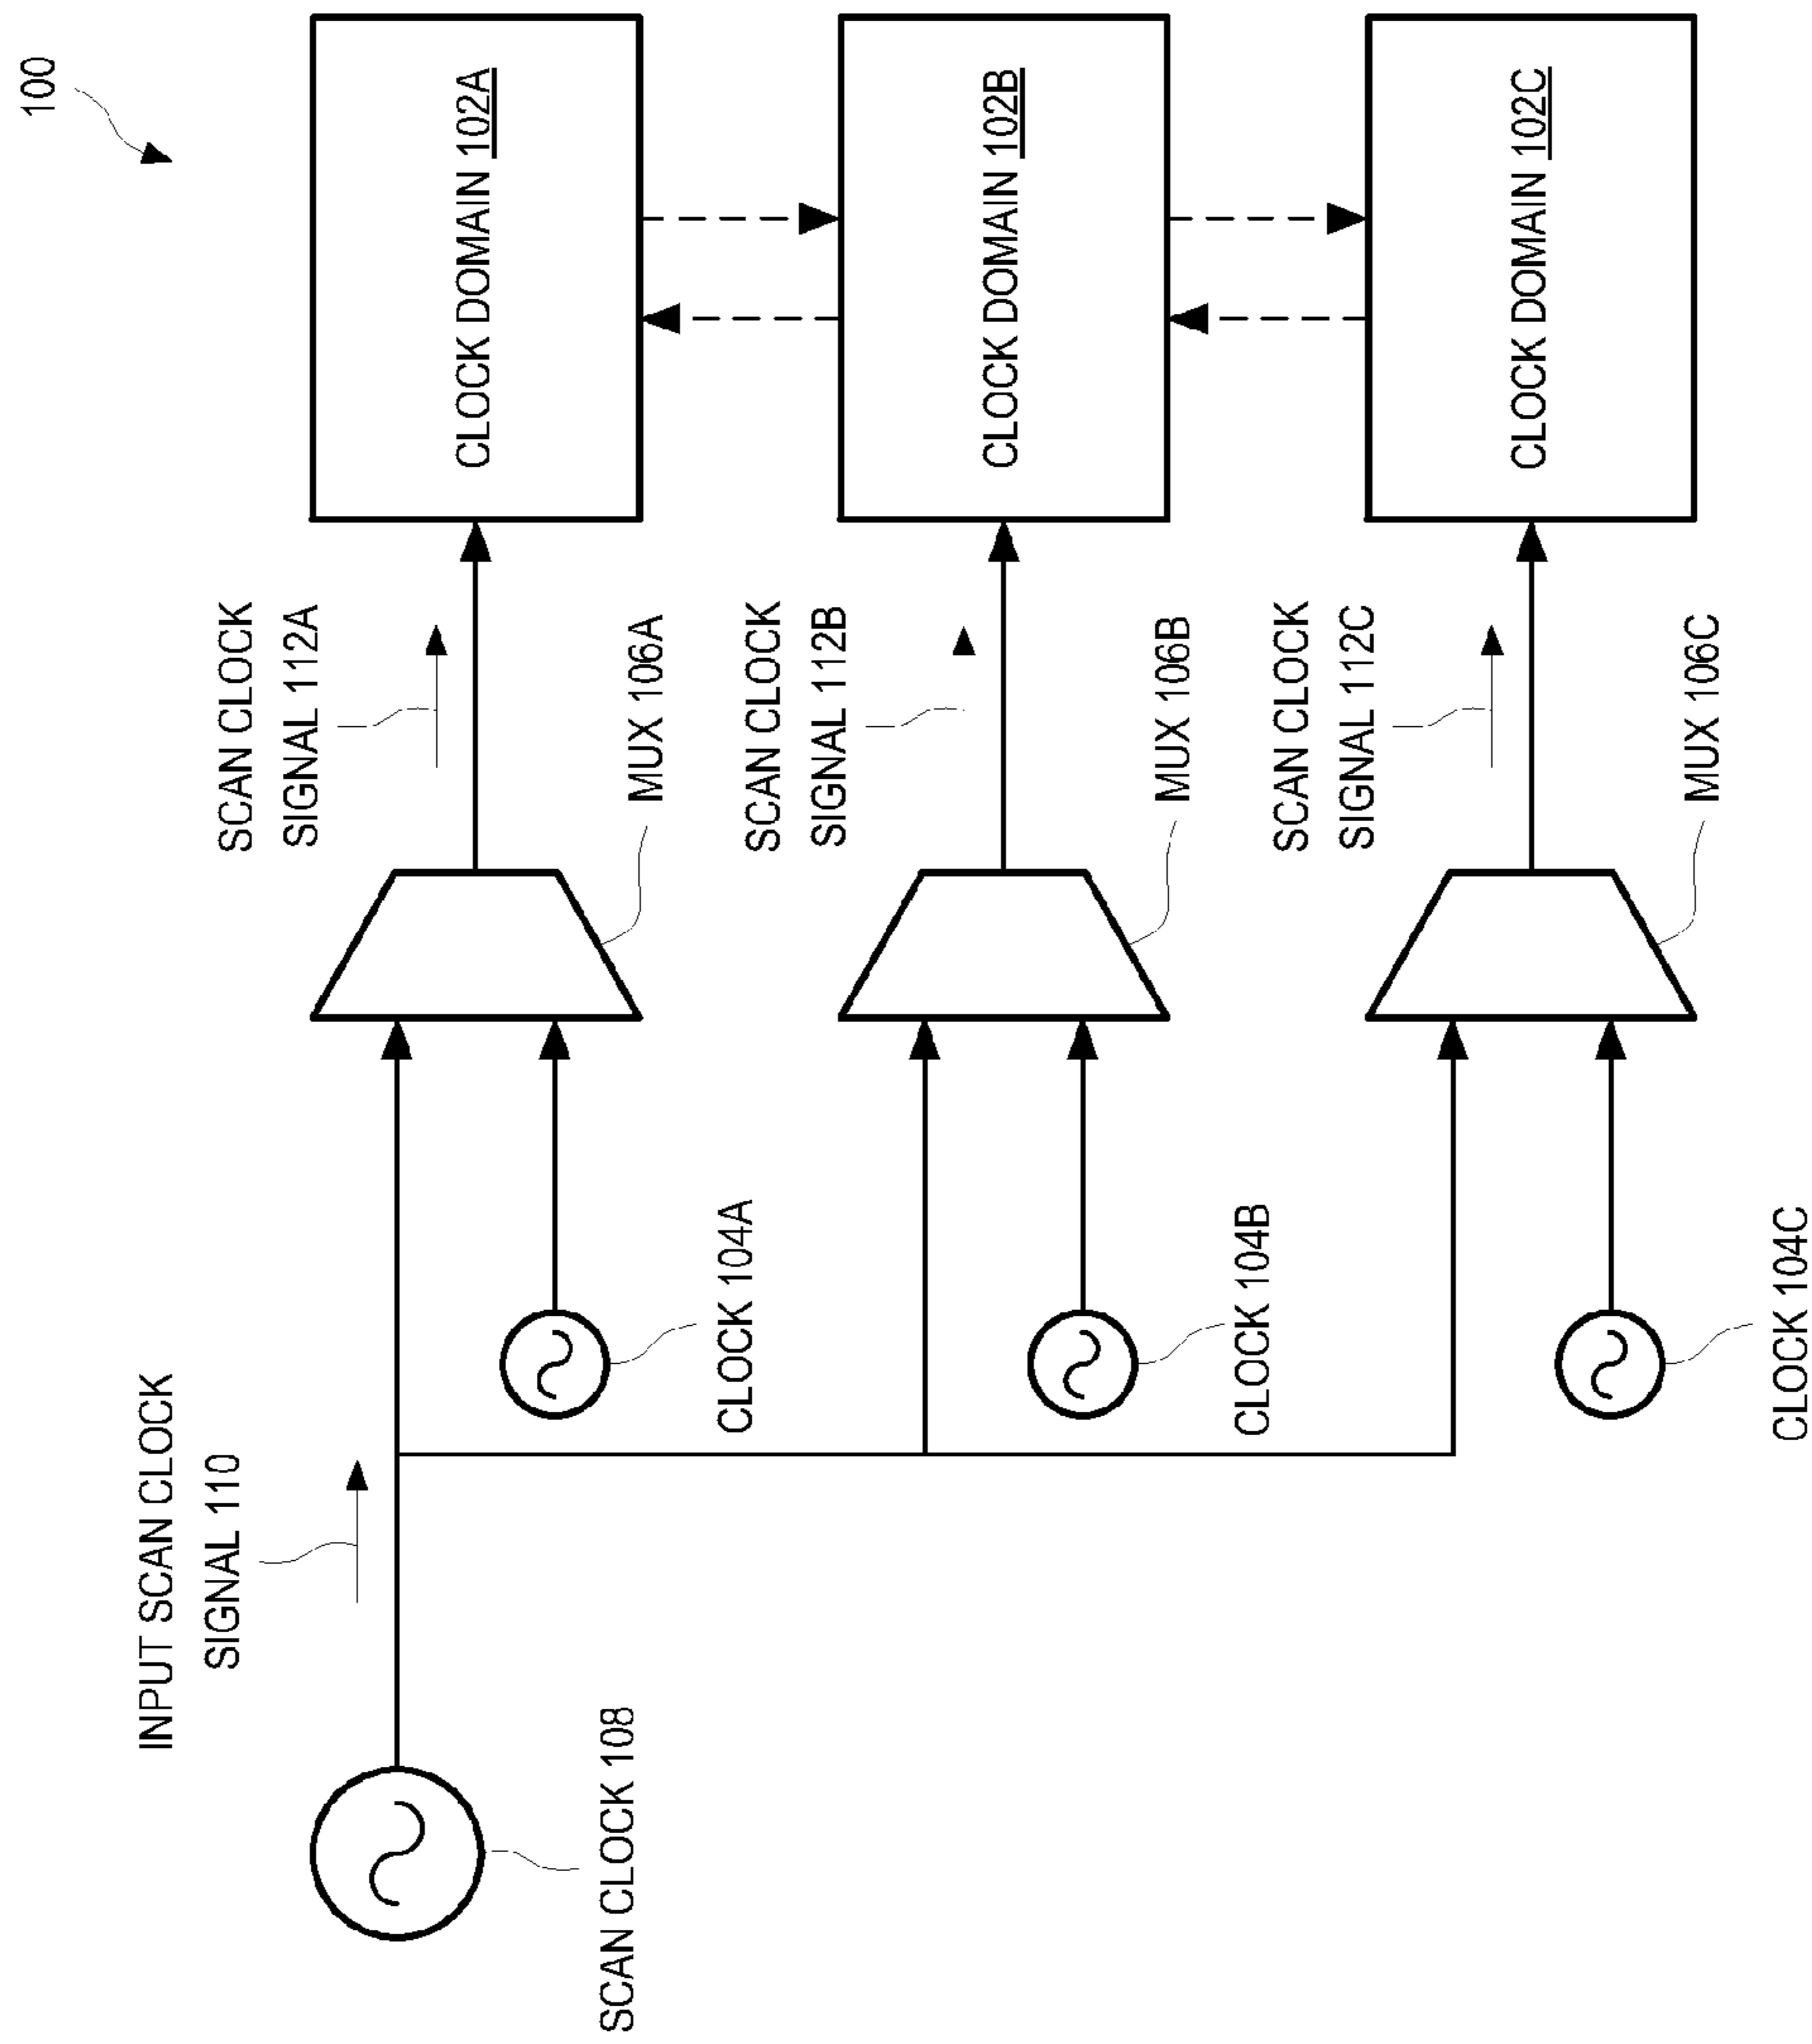 100
INPUT SCAN CLOCK
SIGNAL 110
SCAN CLOCK
SIGNAL 112A
CLOCK DOMAIN 102A
SCAN CLOCK 108
CLOCK 104A
MUX 106A
SCAN CLOCK
SIGNAL 112B
CLOCK DOMAIN 102B
CLOCK 104B
MUX 106B
SCAN CLOCK
SIGNAL 112C
CLOCK DOMAIN 102C
CLOCK 104C
MUX 106C